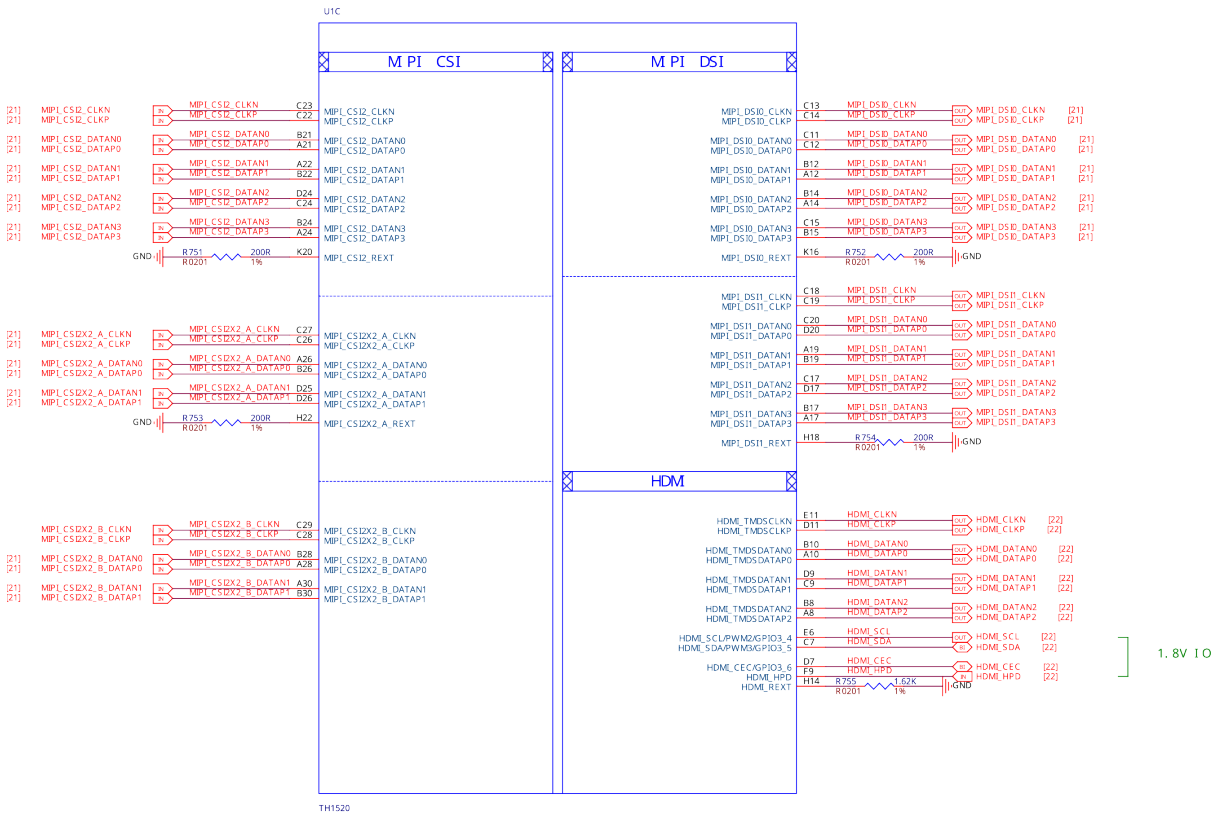 U1C
MIPI CSI
MIPI DSI
[21] MIPI_CSI2_CLKN IN MIPI_CSI2_CLKN C23 MIPI_CSI2_CLKN
[21] MIPI_CSI2_CLKP IN MIPI_CSI2_CLKP C22 MIPI_CSI2_CLKP
[21] MIPI_CSI2_DATAN0 IN MIPI_CSI2_DATAN0 B21 MIPI_CSI2_DATAN0
[21] MIPI_CSI2_DATAP0 IN MIPI_CSI2_DATAP0 A21 MIPI_CSI2_DATAP0
[21] MIPI_CSI2_DATAN1 IN MIPI_CSI2_DATAN1 A22 MIPI_CSI2_DATAN1
[21] MIPI_CSI2_DATAP1 IN MIPI_CSI2_DATAP1 B22 MIPI_CSI2_DATAP1
[21] MIPI_CSI2_DATAN2 IN MIPI_CSI2_DATAN2 D24 MIPI_CSI2_DATAN2
[21] MIPI_CSI2_DATAP2 IN MIPI_CSI2_DATAP2 C24 MIPI_CSI2_DATAP2
[21] MIPI_CSI2_DATAN3 IN MIPI_CSI2_DATAN3 B24 MIPI_CSI2_DATAN3
[21] MIPI_CSI2_DATAP3 IN MIPI_CSI2_DATAP3 A24 MIPI_CSI2_DATAP3
GND R751 200R K20 MIPI_CSI2_REXT
R0201 1%
[21] MIPI_CSI2X2_A_CLKN IN MIPI_CSI2X2_A_CLKN C27 MIPI_CSI2X2_A_CLKN
[21] MIPI_CSI2X2_A_CLKP IN MIPI_CSI2X2_A_CLKP C26 MIPI_CSI2X2_A_CLKP
[21] MIPI_CSI2X2_A_DATAN0 IN MIPI_CSI2X2_A_DATAN0 A26 MIPI_CSI2X2_A_DATAN0
[21] MIPI_CSI2X2_A_DATAP0 IN MIPI_CSI2X2_A_DATAP0 B26 MIPI_CSI2X2_A_DATAP0
[21] MIPI_CSI2X2_A_DATAN1 IN MIPI_CSI2X2_A_DATAN1 D25 MIPI_CSI2X2_A_DATAN1
[21] MIPI_CSI2X2_A_DATAP1 IN MIPI_CSI2X2_A_DATAP1 D26 MIPI_CSI2X2_A_DATAP1
GND R753 200R H22 MIPI_CSI2X2_A_REXT
R0201 1%
MIPI_CSI2X2_B_CLKN IN MIPI_CSI2X2_B_CLKN C29 MIPI_CSI2X2_B_CLKN
MIPI_CSI2X2_B_CLKP IN MIPI_CSI2X2_B_CLKP C28 MIPI_CSI2X2_B_CLKP
[21] MIPI_CSI2X2_B_DATAN0 IN MIPI_CSI2X2_B_DATAN0 B28 MIPI_CSI2X2_B_DATAN0
[21] MIPI_CSI2X2_B_DATAP0 IN MIPI_CSI2X2_B_DATAP0 A28 MIPI_CSI2X2_B_DATAP0
[21] MIPI_CSI2X2_B_DATAN1 IN MIPI_CSI2X2_B_DATAN1 A30 MIPI_CSI2X2_B_DATAN1
[21] MIPI_CSI2X2_B_DATAP1 IN MIPI_CSI2X2_B_DATAP1 B30 MIPI_CSI2X2_B_DATAP1
MIPI_DSI0_CLKN C13 MIPI_DSI0_CLKN OUT MIPI_DSI0_CLKN [21]
MIPI_DSI0_CLKP C14 MIPI_DSI0_CLKP OUT MIPI_DSI0_CLKP [21]
MIPI_DSI0_DATAN0 C11 MIPI_DSI0_DATAN0 OUT MIPI_DSI0_DATAN0 [21]
MIPI_DSI0_DATAP0 C12 MIPI_DSI0_DATAP0 OUT MIPI_DSI0_DATAP0 [21]
MIPI_DSI0_DATAN1 B12 MIPI_DSI0_DATAN1 OUT MIPI_DSI0_DATAN1 [21]
MIPI_DSI0_DATAP1 A12 MIPI_DSI0_DATAP1 OUT MIPI_DSI0_DATAP1 [21]
MIPI_DSI0_DATAN2 B14 MIPI_DSI0_DATAN2 OUT MIPI_DSI0_DATAN2 [21]
MIPI_DSI0_DATAP2 A14 MIPI_DSI0_DATAP2 OUT MIPI_DSI0_DATAP2 [21]
MIPI_DSI0_DATAN3 C15 MIPI_DSI0_DATAN3 OUT MIPI_DSI0_DATAN3 [21]
MIPI_DSI0_DATAP3 B15 MIPI_DSI0_DATAP3 OUT MIPI_DSI0_DATAP3 [21]
MIPI_DSI0_REXT K16 R752 200R GND
R0201 1%
MIPI_DSI1_CLKN C18 MIPI_DSI1_CLKN OUT MIPI_DSI1_CLKN
MIPI_DSI1_CLKP C19 MIPI_DSI1_CLKP OUT MIPI_DSI1_CLKP
MIPI_DSI1_DATAN0 C20 MIPI_DSI1_DATAN0 OUT MIPI_DSI1_DATAN0
MIPI_DSI1_DATAP0 D20 MIPI_DSI1_DATAP0 OUT MIPI_DSI1_DATAP0
MIPI_DSI1_DATAN1 A19 MIPI_DSI1_DATAN1 OUT MIPI_DSI1_DATAN1
MIPI_DSI1_DATAP1 B19 MIPI_DSI1_DATAP1 OUT MIPI_DSI1_DATAP1
MIPI_DSI1_DATAN2 C17 MIPI_DSI1_DATAN2 OUT MIPI_DSI1_DATAN2
MIPI_DSI1_DATAP2 D17 MIPI_DSI1_DATAP2 OUT MIPI_DSI1_DATAP2
MIPI_DSI1_DATAN3 B17 MIPI_DSI1_DATAN3 OUT MIPI_DSI1_DATAN3
MIPI_DSI1_DATAP3 A17 MIPI_DSI1_DATAP3 OUT MIPI_DSI1_DATAP3
MIPI_DSI1_REXT H18 R754 200R GND
R0201 1%
HDMI
HDMI_TMDSCLKN E11 HDMI_CLKN OUT HDMI_CLKN [22]
HDMI_TMDSCLKP D11 HDMI_CLKP OUT HDMI_CLKP [22]
HDMI_TMDSDATAN0 B10 HDMI_DATAN0 OUT HDMI_DATAN0 [22]
HDMI_TMDSDATAP0 A10 HDMI_DATAP0 OUT HDMI_DATAP0 [22]
HDMI_TMDSDATAN1 D9 HDMI_DATAN1 OUT HDMI_DATAN1 [22]
HDMI_TMDSDATAP1 C9 HDMI_DATAP1 OUT HDMI_DATAP1 [22]
HDMI_TMDSDATAN2 B8 HDMI_DATAN2 OUT HDMI_DATAN2 [22]
HDMI_TMDSDATAP2 A8 HDMI_DATAP2 OUT HDMI_DATAP2 [22]
HDMI_SCL/PWM2/GPIO3_4 E6 HDMI_SCL OUT HDMI_SCL [22]
HDMI_SDA/PWM3/GPIO3_5 C7 HDMI_SDA BI HDMI_SDA [22]
1.8V IO
HDMI_CEC/GPIO3_6 D7 HDMI_CEC BI HDMI_CEC [22]
HDMI_HPD F9 HDMI_HPD IN HDMI_HPD [22]
HDMI_REXT H14 R755 1.62K GND
R0201 1%
TH1520